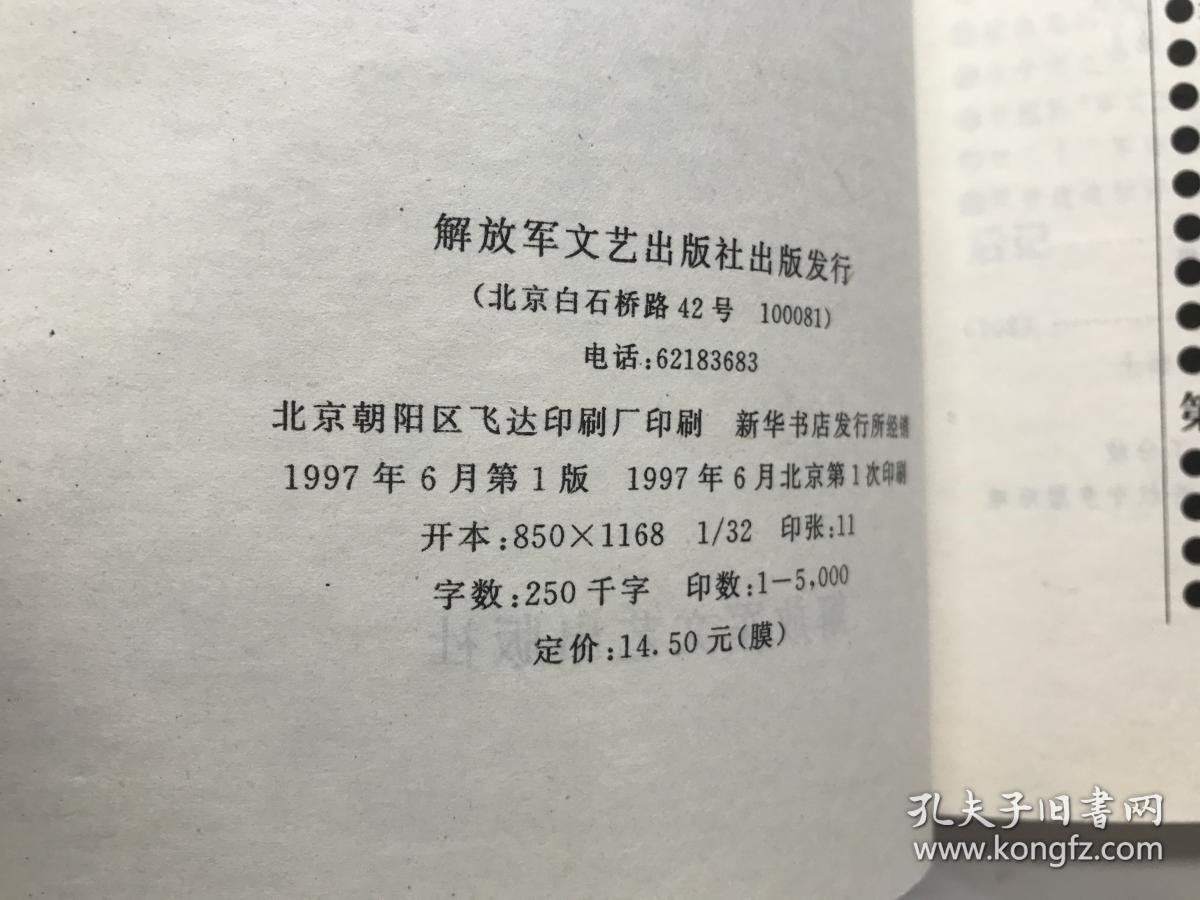 解放军文艺出版社出版发行
(北京白石桥路42号 100081)
电话:62183683
北京朝阳区飞达印刷厂印刷 新华书店发行所经销
1997年6月第1版 1997年6月北京第1次印刷
开本:850×1168 1/32 印张:11
字数:250千字 印数:1-5,000
定价:14.50元(膜)
第
孔夫子旧书网
www.kongfz.com